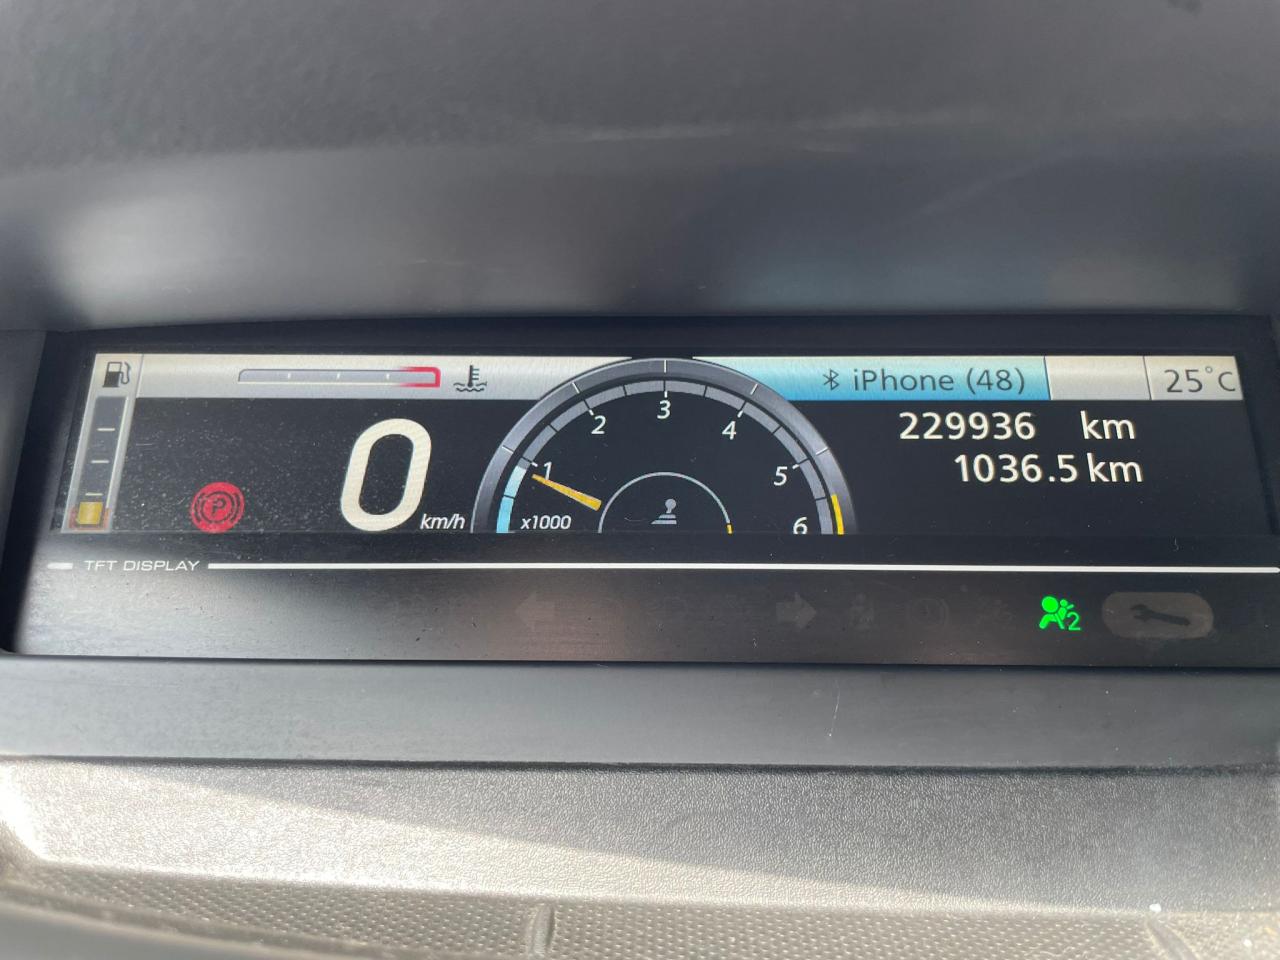 iPhone (48)
25°C
229936 km
1036.5 km
0 km/h
1 2 3 4 5 6
x1000
P
TFT DISPLAY
2